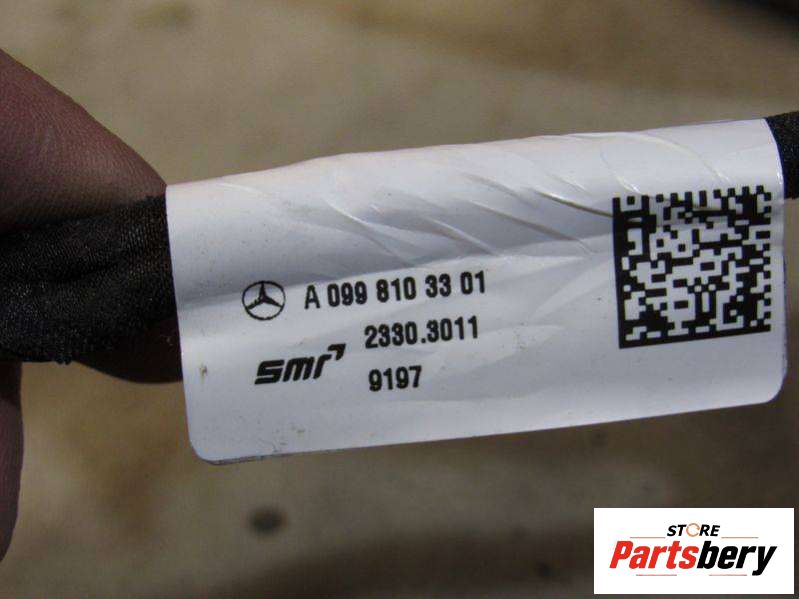 A 099 810 33 01
2330.3011
smr
9197
STORE
Partsbery